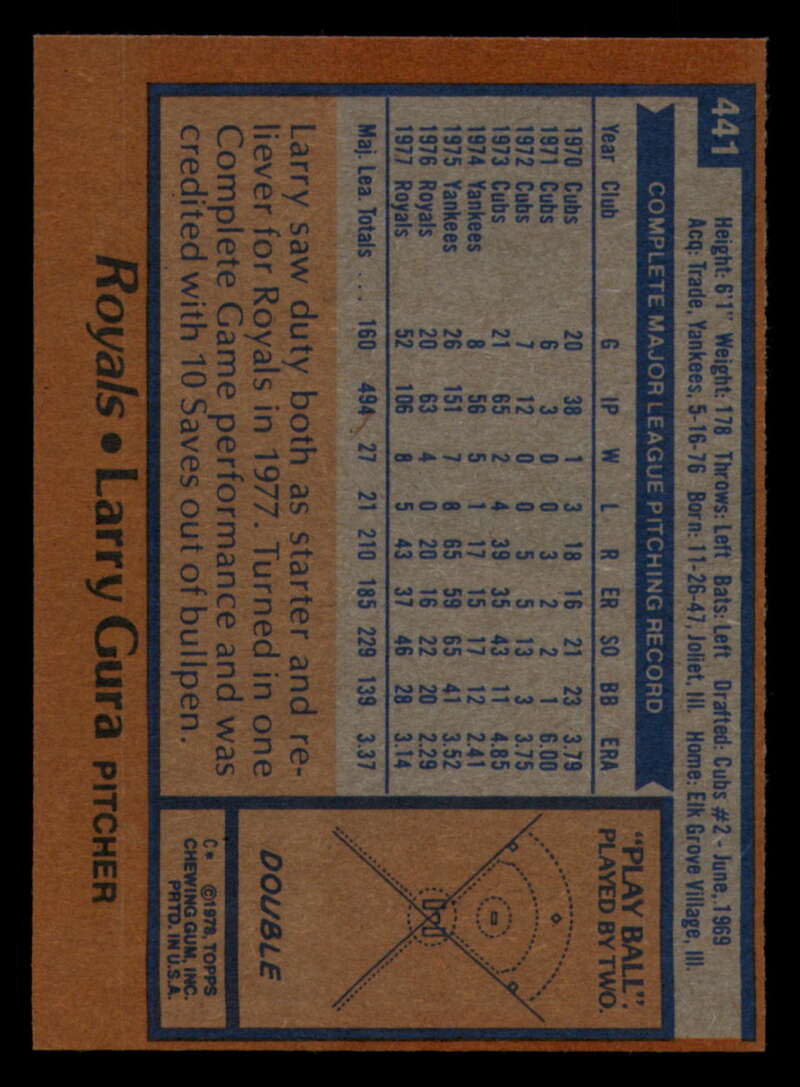 441
Height: 6'1" Weight: 178 Throws: Left Bats: Left Drafted: Cubs #2 - June, 1969
Acq: Trade, Yankees, 5-16-76 Born: 11-26-47, Joliet, Ill. Home: Elk Grove Village, Ill.
COMPLETE MAJOR LEAGUE PITCHING RECORD
Year Club G IP W L R ER SO BB ERA
1970 Cubs 20 38 1 3 18 16 21 23 3.79
1971 Cubs 6 3 0 0 3 2 2 1 6.00
1972 Cubs 7 12 0 0 5 5 13 3 3.75
1973 Cubs 21 65 2 4 39 35 43 11 4.85
1974 Yankees 8 56 5 1 17 15 17 12 2.41
1975 Yankees 26 151 7 8 65 59 65 41 3.52
1976 Royals 20 63 4 0 20 16 22 20 2.29
1977 Royals 52 106 8 5 43 37 46 28 3.14
Maj. Lea. Totals ... 160 494 27 21 210 185 229 139 3.37
Larry saw duty both as starter and re-
liever for Royals in 1977. Turned in one
Complete Game performance and was
credited with 10 Saves out of bullpen.
"PLAY BALL":
PLAYED BY TWO.
DOUBLE
C* ©1978, TOPPS
CHEWING GUM, INC.
PRTD. IN U.S.A.
Royals • Larry Gura PITCHER